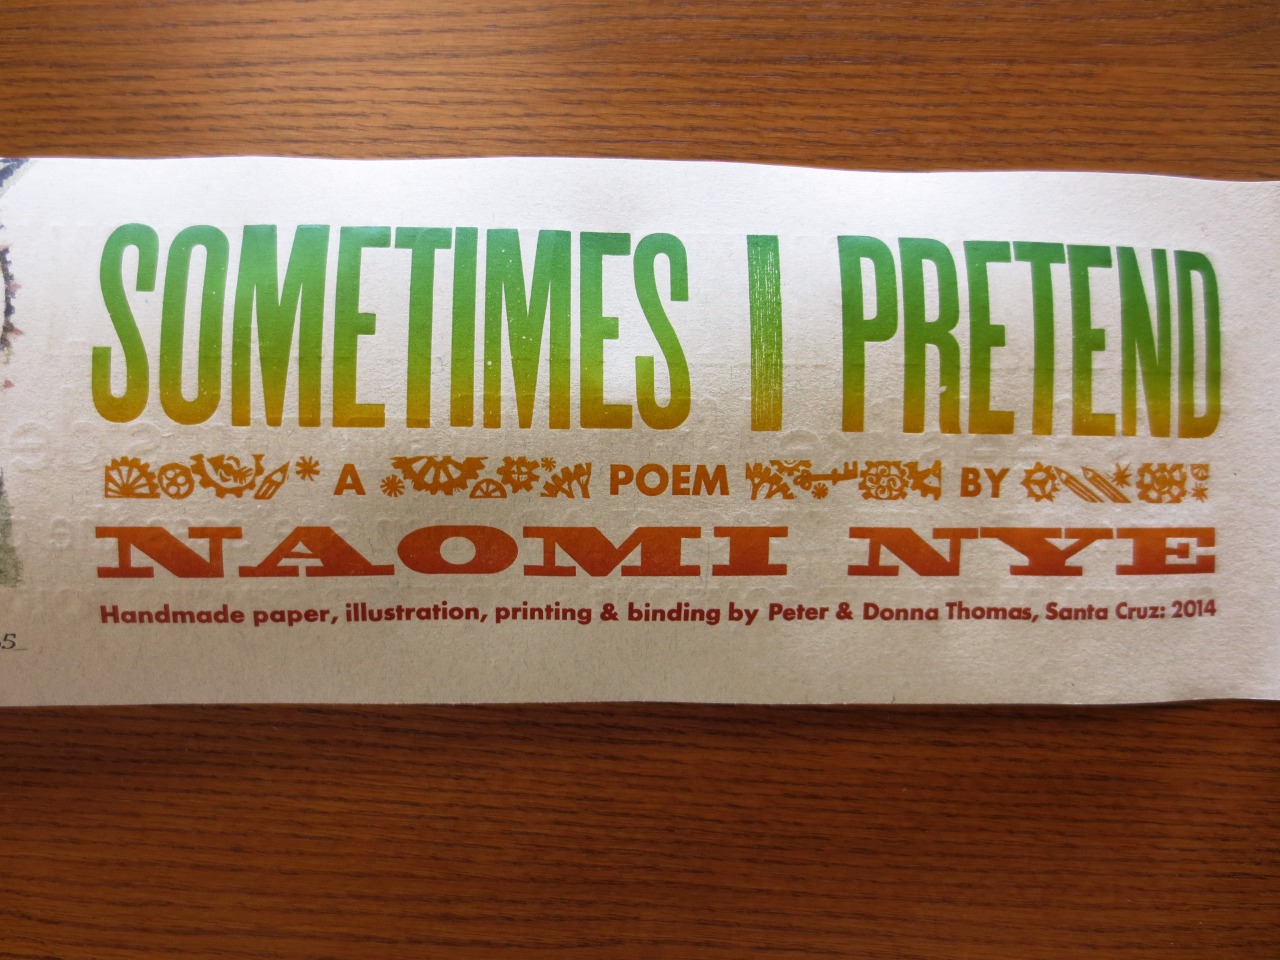 SOMETIMES I PRETEND
A POEM BY
NAOMI NYE
Handmade paper, illustration, printing & binding by Peter & Donna Thomas, Santa Cruz: 2014